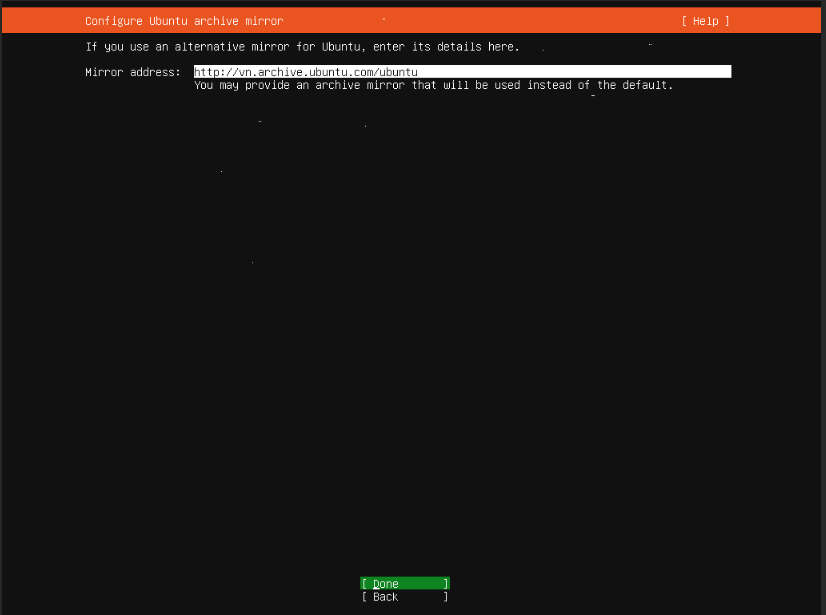 Configure Ubuntu archive mirror [ Help ]
If you use an alternative mirror for Ubuntu, enter its details here.
Mirror address: http://vn.archive.ubuntu.com/ubuntu
You may provide an archive mirror that will be used instead of the default.
[ Done ]
[ Back ]